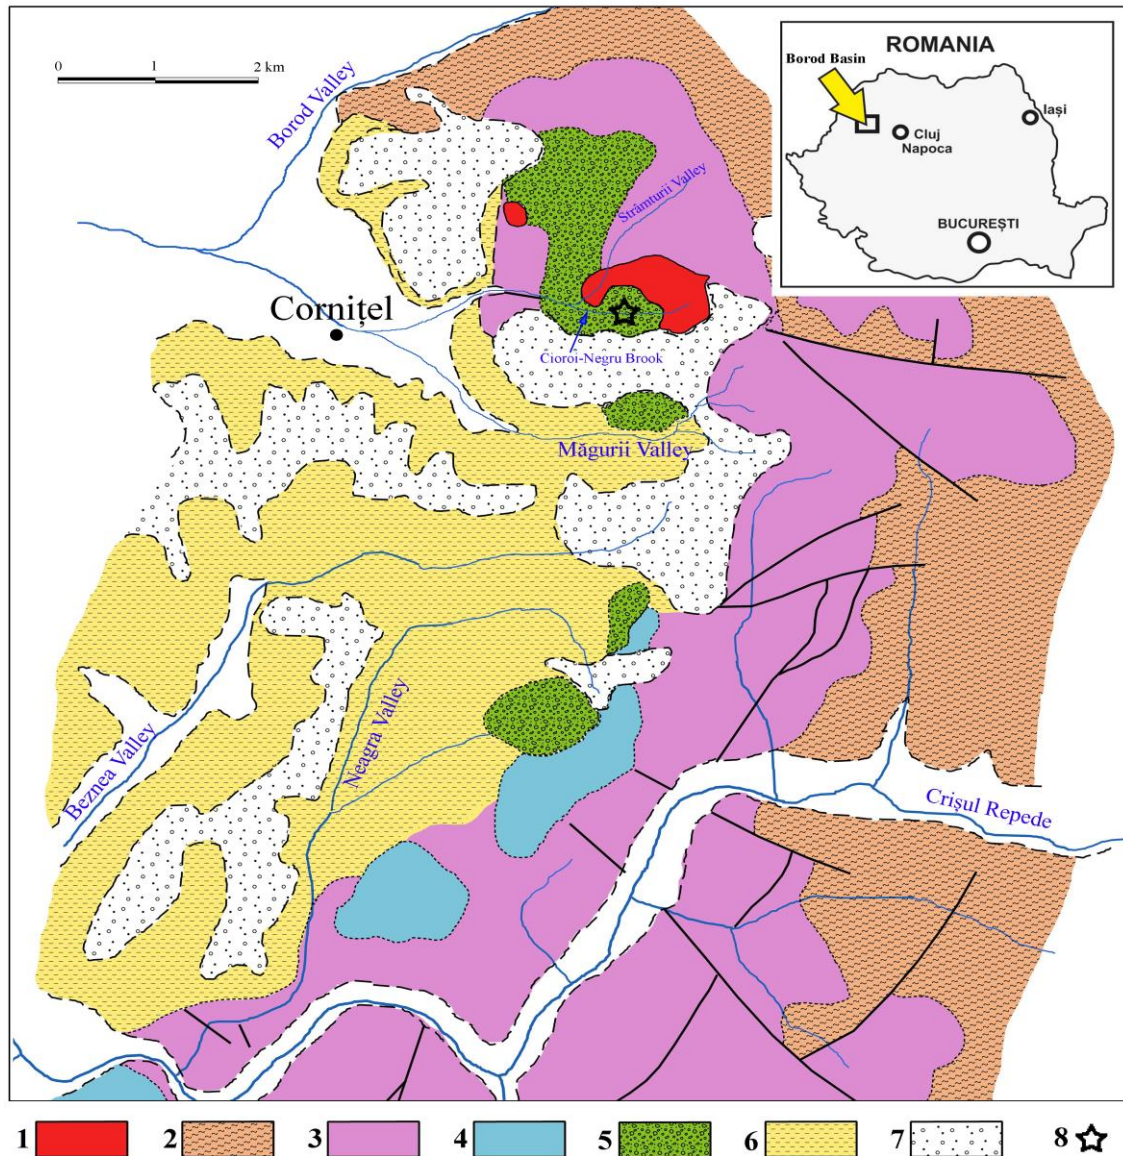 0 1 2 km
Borod Valley
ROMANIA
Borod Basin
Iași
Cluj
Napoca
BUCUREȘTI
Strâmturii Valley
Cornițel
Cioroi-Negru Brook
Măgurii Valley
Beznea Valley
Neagra Valley
Crișul Repede
1 2 3 4 5 6 7 8